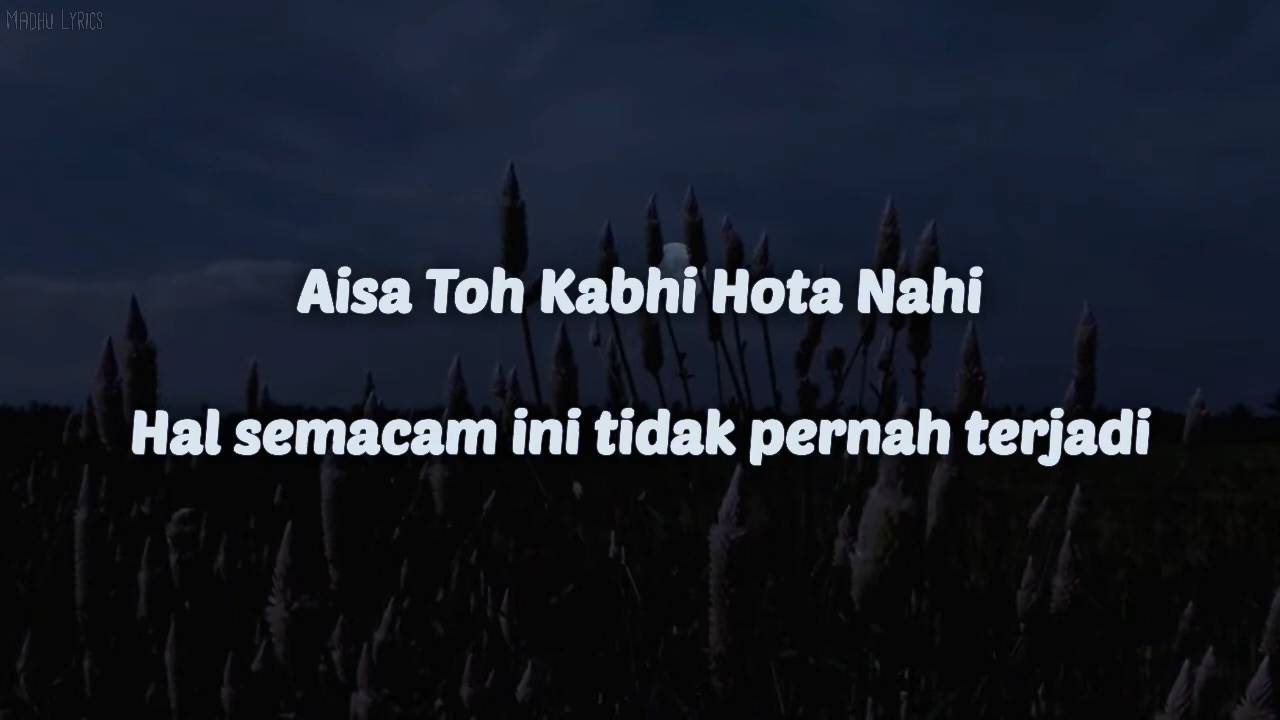 Madhu Lyrics
Aisa Toh Kabhi Hota Nahi
Hal semacam ini tidak pernah terjadi